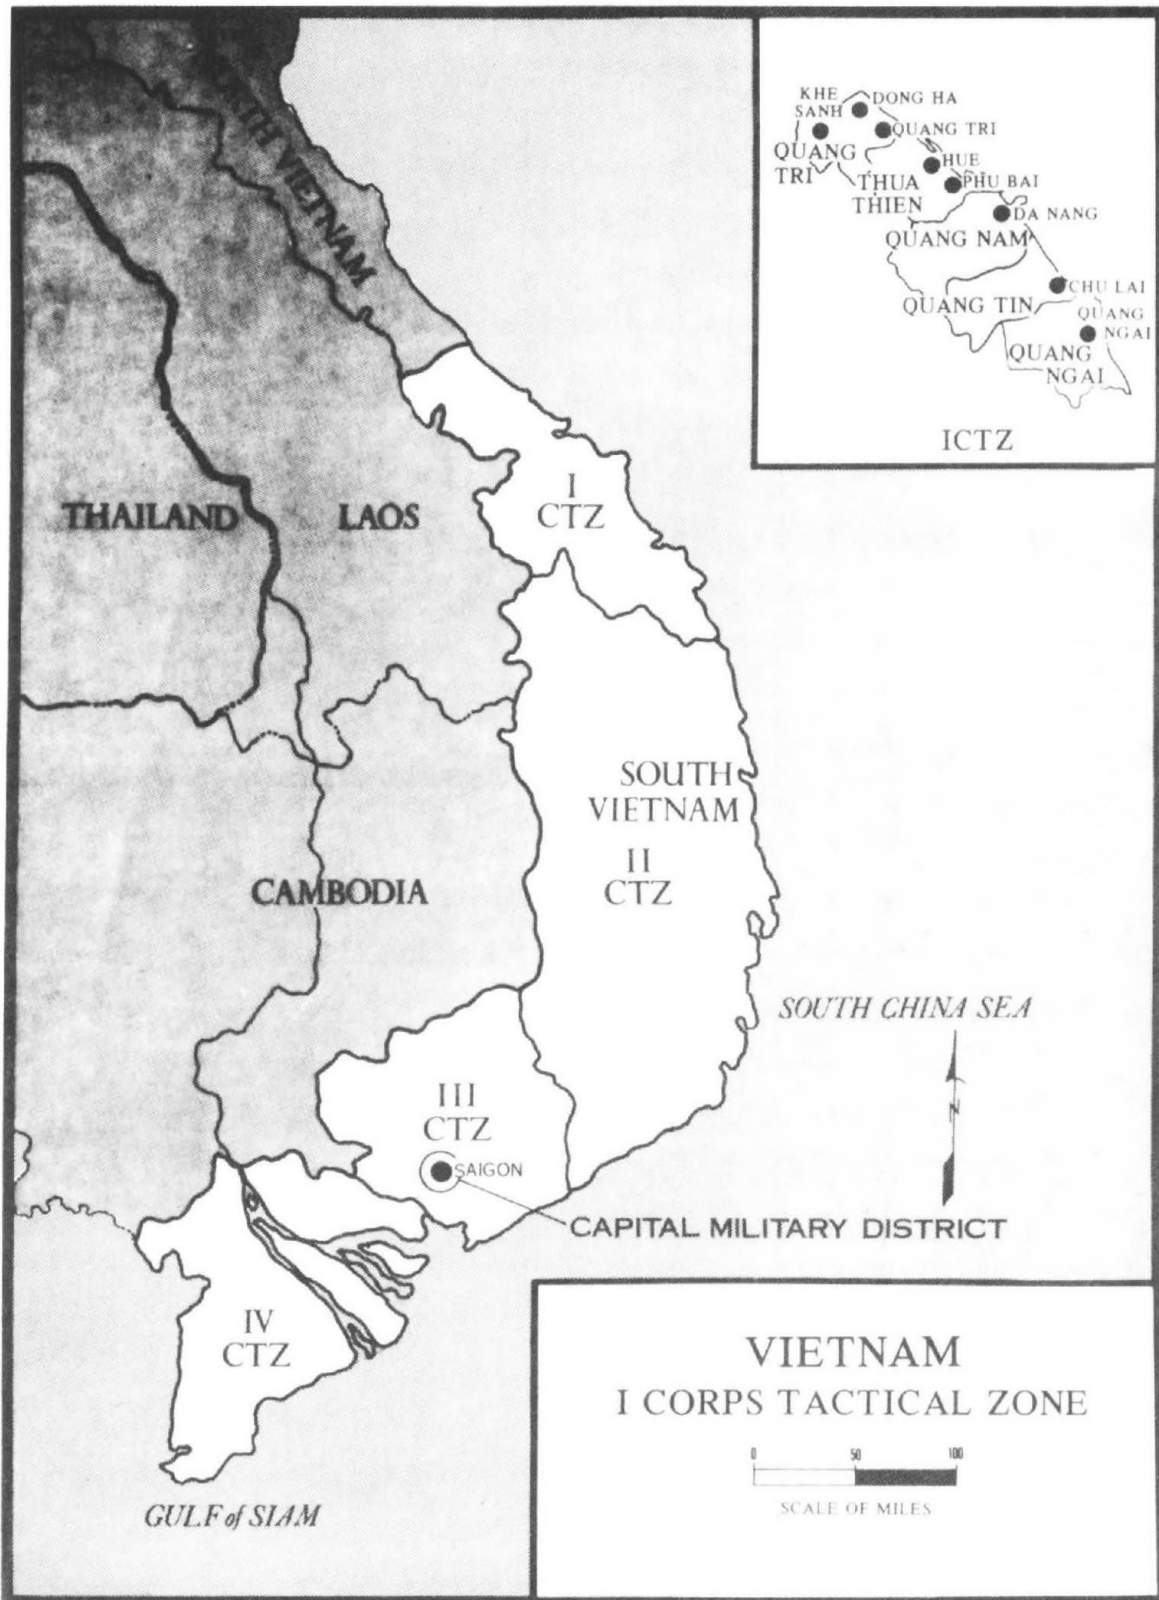 VIETNAM
KHE
SANH
DONG HA
QUANG TRI
QUANG
TRI
HUE
THUA
THIEN
PHU BAI
DA NANG
QUANG NAM
CHU LAI
QUANG TIN
QUANG
NGAI
QUANG
NGAI
ICTZ
THAILAND
LAOS
I
CTZ
SOUTH
VIETNAM
II
CTZ
CAMBODIA
SOUTH CHINA SEA
N
III
CTZ
SAIGON
CAPITAL MILITARY DISTRICT
IV
CTZ
GULF of SIAM
VIETNAM
I CORPS TACTICAL ZONE
0 50 100
SCALE OF MILES